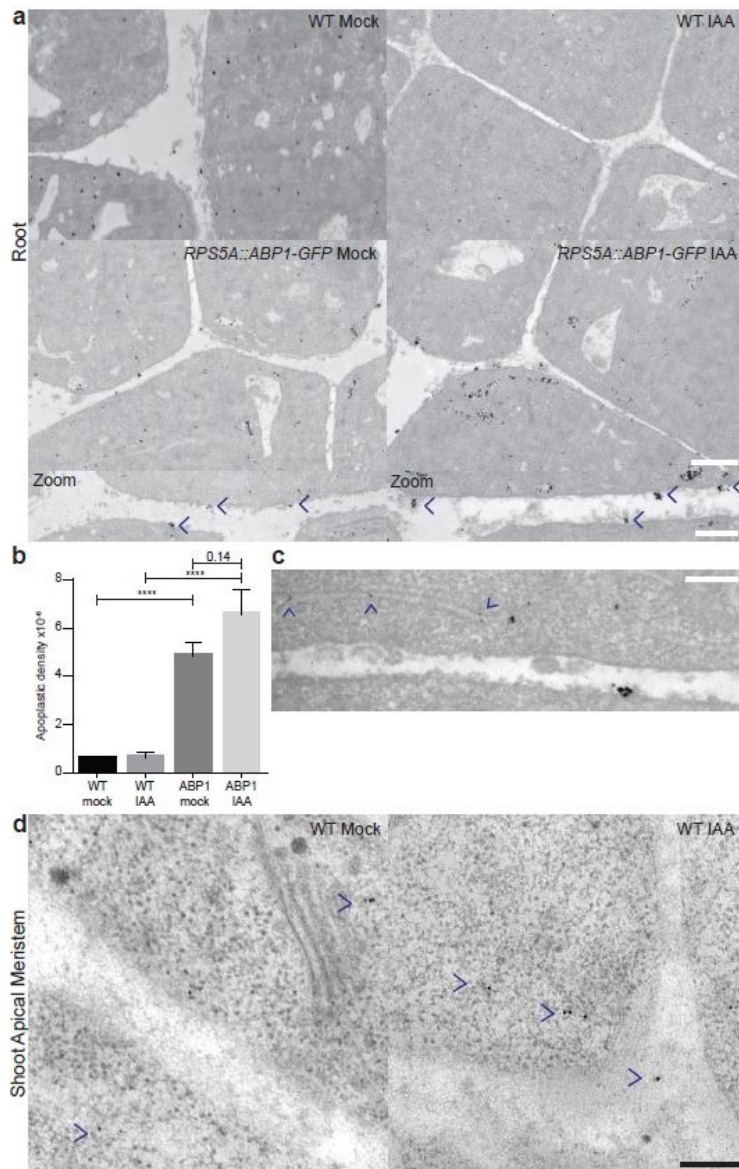 a
WT Mock
WT IAA
Root
RPS5A::ABP1-GFP Mock
RPS5A::ABP1-GFP IAA
Zoom
Zoom
b
c
0.14
****
****
8
6
4
2
0
Apoplastic density x10⁻⁶
WT mock
WT IAA
ABP1 mock
ABP1 IAA
d
WT Mock
WT IAA
Shoot Apical Meristem